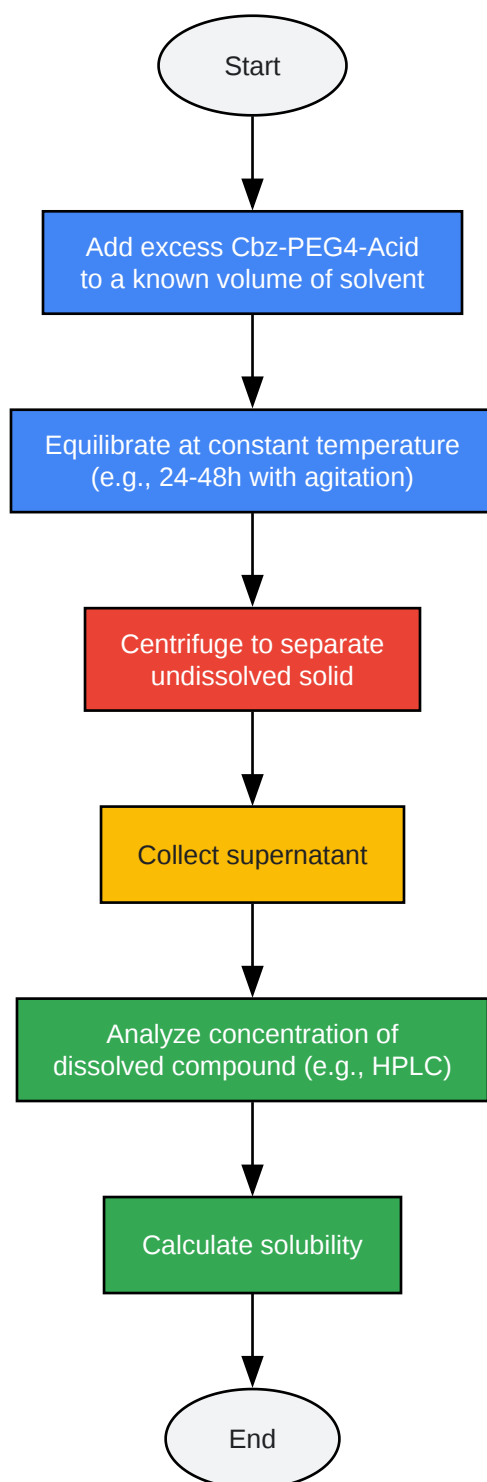 Start
Add excess Cbz-PEG4-Acid
to a known volume of solvent
Equilibrate at constant temperature
(e.g., 24-48h with agitation)
Centrifuge to separate
undissolved solid
Collect supernatant
Analyze concentration of
dissolved compound (e.g., HPLC)
Calculate solubility
End